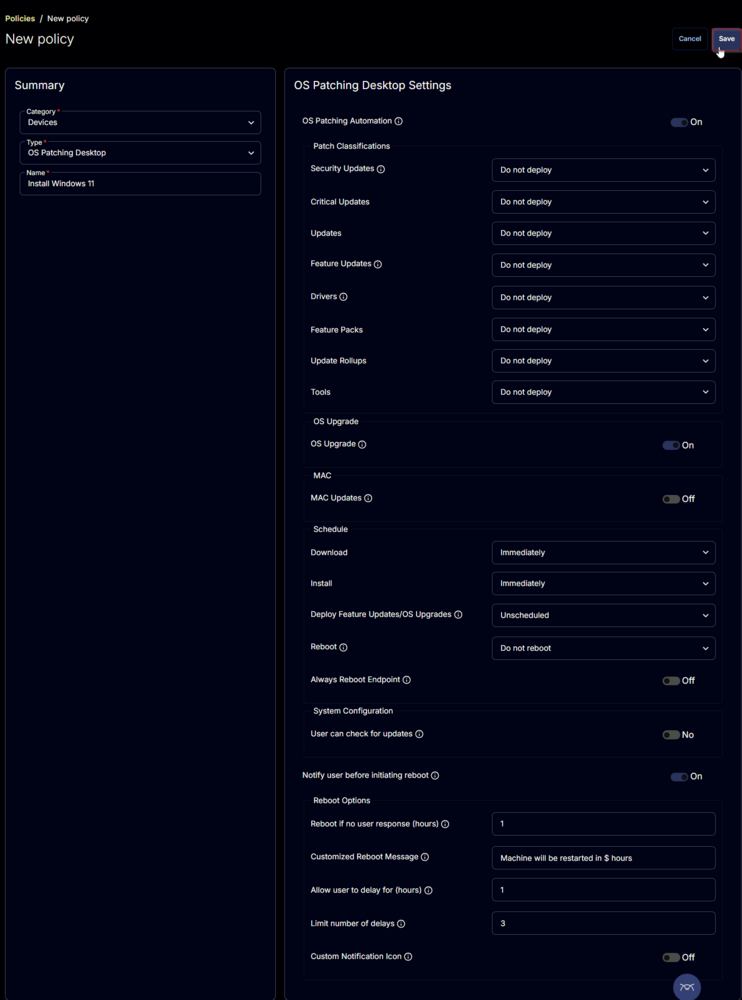 Policies / New policy
New policy
Cancel
Save
Summary
Category *
Devices
Type *
OS Patching Desktop
Name *
Install Windows 11
OS Patching Desktop Settings
OS Patching Automation
On
Patch Classifications
Security Updates
Do not deploy
Critical Updates
Do not deploy
Updates
Do not deploy
Feature Updates
Do not deploy
Drivers
Do not deploy
Feature Packs
Do not deploy
Update Rollups
Do not deploy
Tools
Do not deploy
OS Upgrade
OS Upgrade
On
MAC
MAC Updates
Off
Schedule
Download
Immediately
Install
Immediately
Deploy Feature Updates/OS Upgrades
Unscheduled
Reboot
Do not reboot
Always Reboot Endpoint
Off
System Configuration
User can check for updates
No
Notify user before initiating reboot
On
Reboot Options
Reboot if no user response (hours)
1
Customized Reboot Message
Machine will be restarted in $ hours
Allow user to delay for (hours)
1
Limit number of delays
3
Custom Notification Icon
Off